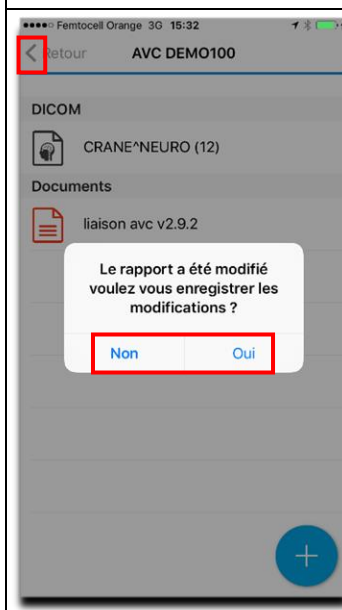 Femtocell Orange 3G 15:32
Retour AVC DEMO100
DICOM
CRANE^NEURO (12)
Documents
liaison avc v2.9.2
Le rapport a été modifié
voulez vous enregistrer les
modifications ?
Non Oui